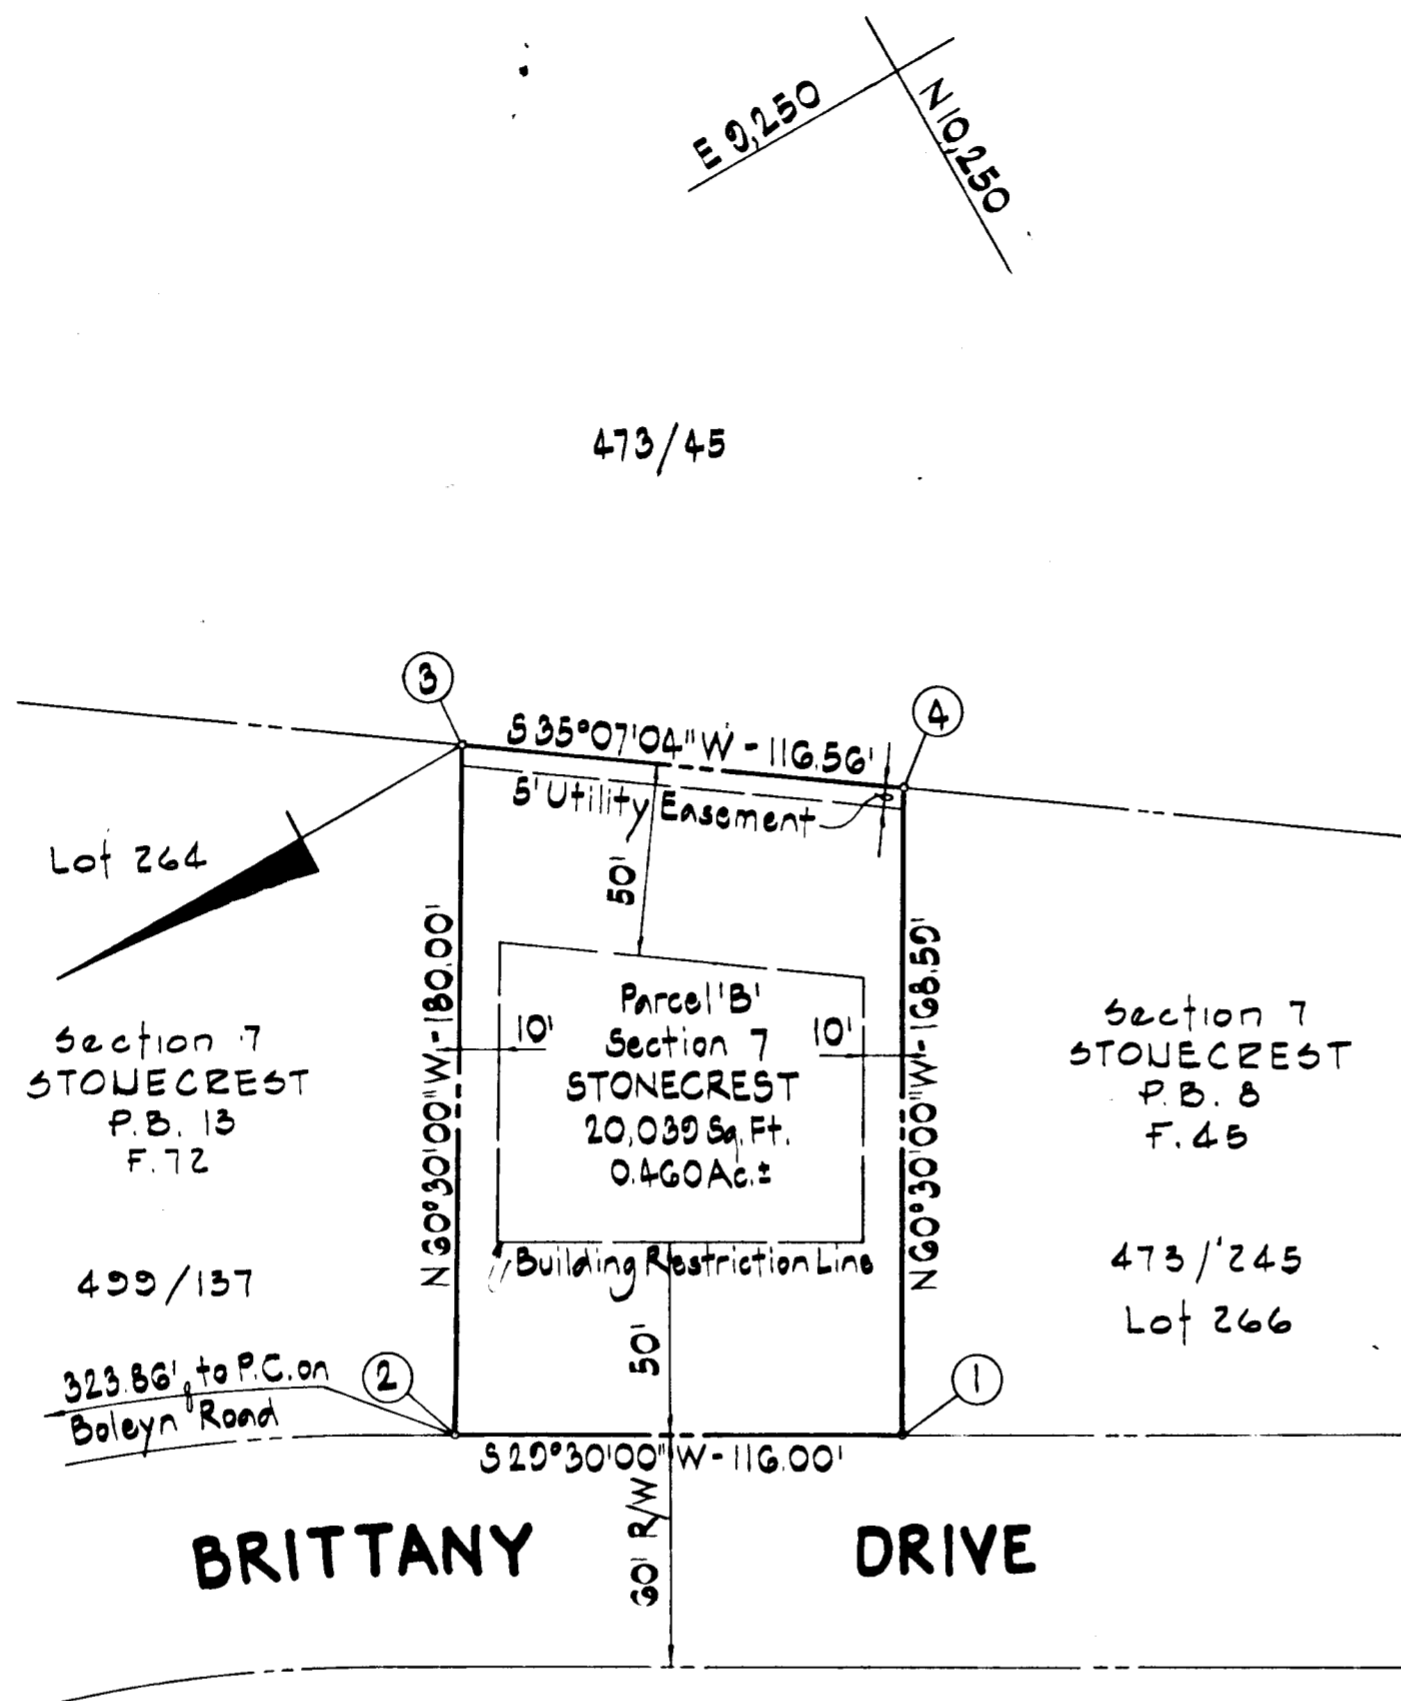 E 9,250
N 10,250
473/45
3
4
S 35°07'04" W - 116.56'
5' Utility Easement
50'
Lot 264
N 60°30'00" W - 180.00'
N 60°30'00" W - 168.59'
Parcel 'B'
Section 7
STONECREST
20,039 Sq. Ft.
0.460 Ac. ±
10'
10'
Section 7
STONECREST
P.B. 13
F. 72
Section 7
STONECREST
P.B. 8
F. 45
Building Restriction Line
499/137
473/245
Lot 266
50'
323.86' to P.C. on
Boleyn Road
2
1
S 29°30'00" W - 116.00'
60' R/W
BRITTANY DRIVE